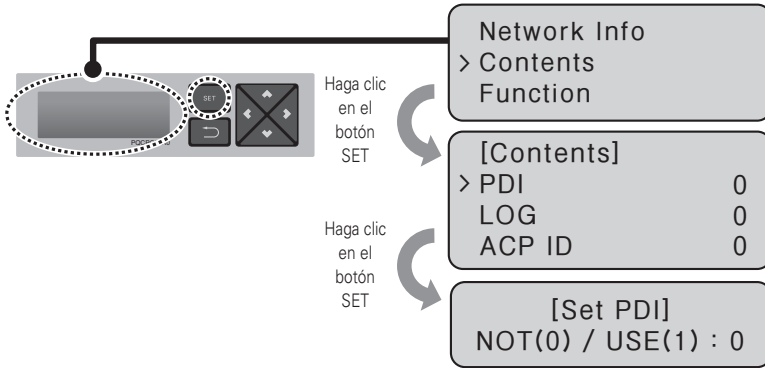 Network Info
> Contents
Function
SET
Haga clic
en el
botón
SET
[Contents]
> PDI 0
LOG 0
ACP ID 0
Haga clic
en el
botón
SET
[Set PDI]
NOT(0) / USE(1) : 0